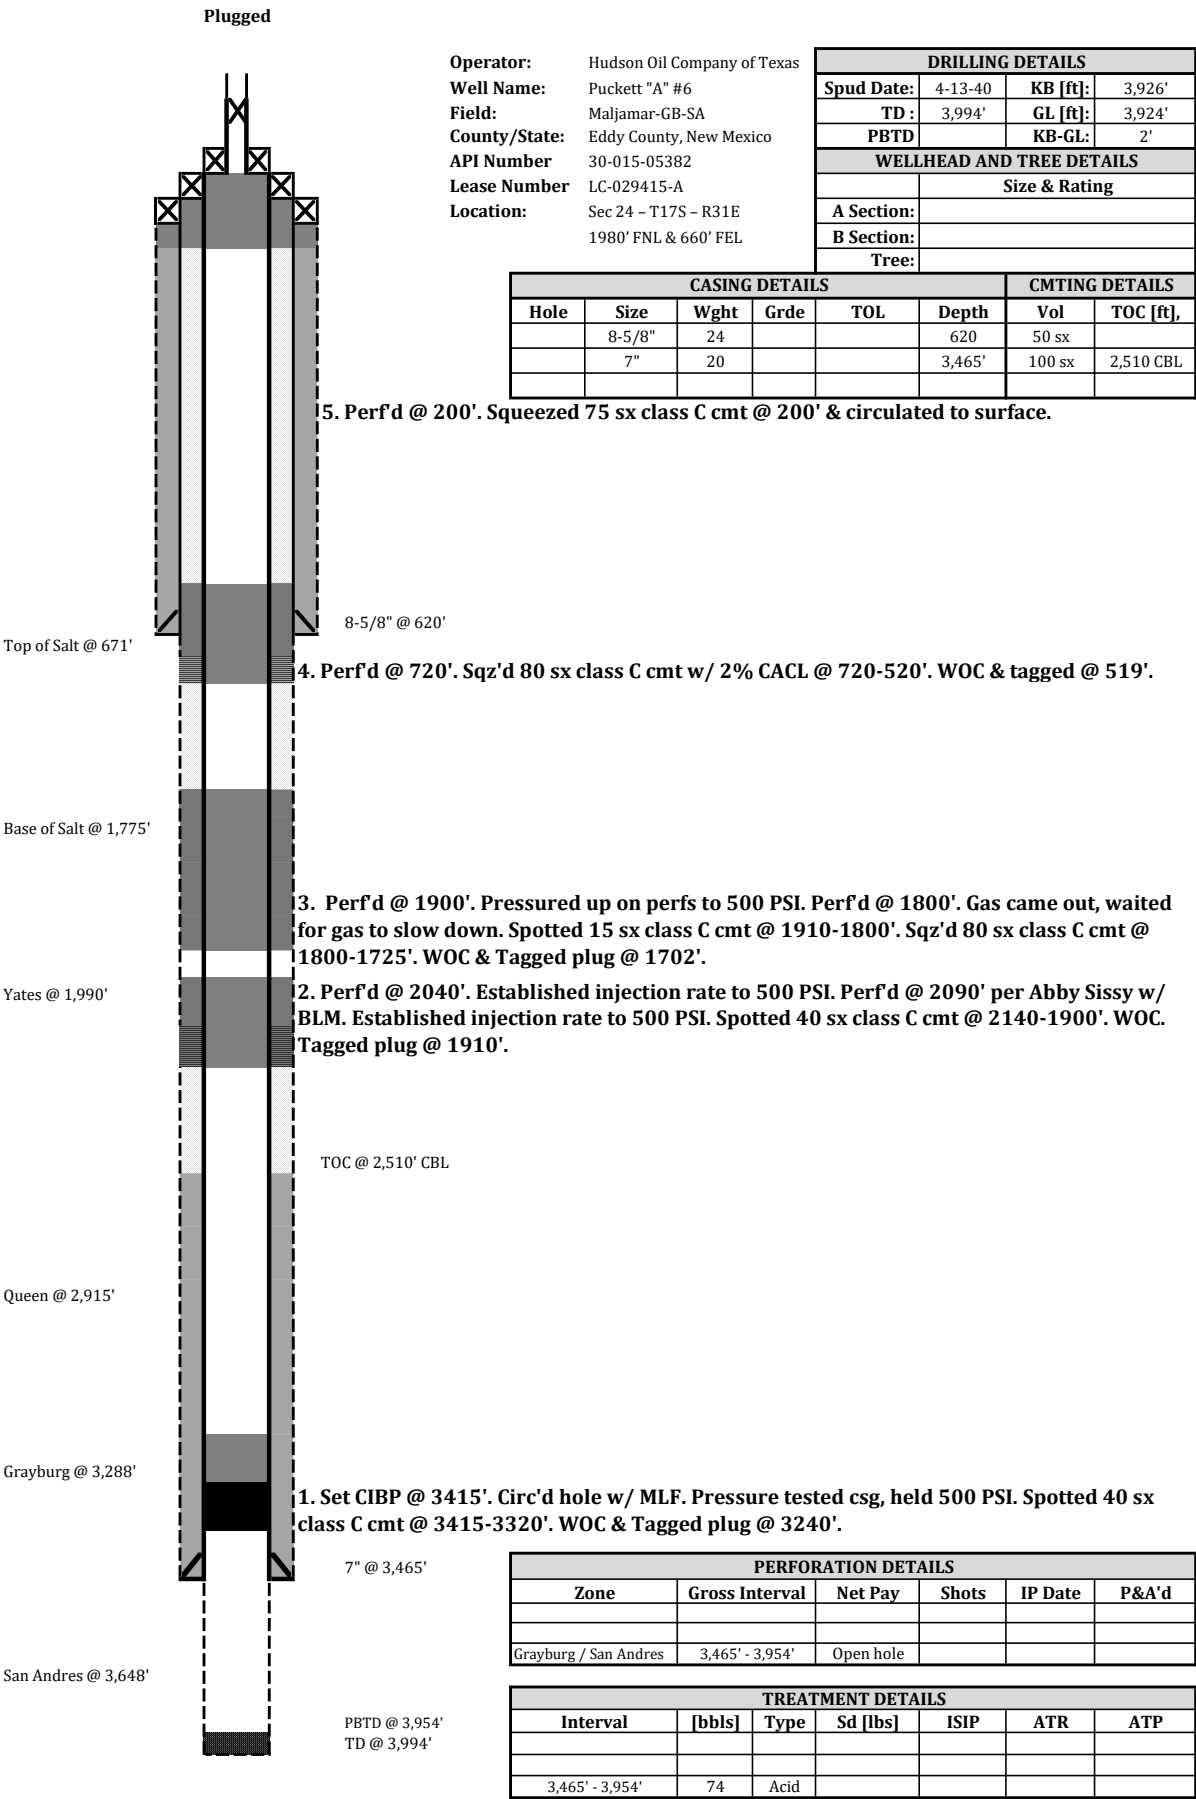 Plugged
Operator: Hudson Oil Company of Texas
Well Name: Puckett "A" #6
Field: Maljamar-GB-SA
County/State: Eddy County, New Mexico
API Number 30-015-05382
Lease Number LC-029415-A
Location: Sec 24 – T17S – R31E
1980’ FNL & 660’ FEL
DRILLING DETAILS
Spud Date: 4-13-40 KB [ft]: 3,926'
TD : 3,994' GL [ft]: 3,924'
PBTD KB-GL: 2'
WELLHEAD AND TREE DETAILS
Size & Rating
A Section:
B Section:
Tree:
CASING DETAILS CMTING DETAILS
Hole Size Wght Grde TOL Depth Vol TOC [ft],
8-5/8" 24 620 50 sx
7" 20 3,465' 100 sx 2,510 CBL
5. Perf'd @ 200'. Squeezed 75 sx class C cmt @ 200' & circulated to surface.
8-5/8" @ 620'
Top of Salt @ 671'
4. Perf'd @ 720'. Sqz'd 80 sx class C cmt w/ 2% CACL @ 720-520'. WOC & tagged @ 519'.
Base of Salt @ 1,775'
3. Perf'd @ 1900'. Pressured up on perfs to 500 PSI. Perf'd @ 1800'. Gas came out, waited
for gas to slow down. Spotted 15 sx class C cmt @ 1910-1800'. Sqz'd 80 sx class C cmt @
1800-1725'. WOC & Tagged plug @ 1702'.
Yates @ 1,990'
2. Perf'd @ 2040'. Established injection rate to 500 PSI. Perf'd @ 2090' per Abby Sissy w/
BLM. Established injection rate to 500 PSI. Spotted 40 sx class C cmt @ 2140-1900'. WOC.
Tagged plug @ 1910'.
TOC @ 2,510' CBL
Queen @ 2,915'
Grayburg @ 3,288'
1. Set CIBP @ 3415'. Circ'd hole w/ MLF. Pressure tested csg, held 500 PSI. Spotted 40 sx
class C cmt @ 3415-3320'. WOC & Tagged plug @ 3240'.
7" @ 3,465'
PERFORATION DETAILS
Zone Gross Interval Net Pay Shots IP Date P&A'd
Grayburg / San Andres 3,465' - 3,954' Open hole
San Andres @ 3,648'
PBTD @ 3,954'
TD @ 3,994'
TREATMENT DETAILS
Interval [bbls] Type Sd [lbs] ISIP ATR ATP
3,465' - 3,954' 74 Acid